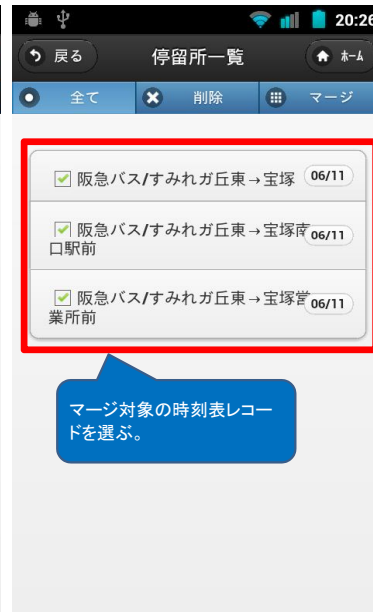 20:26
戻る 停留所一覧 ホーム
全て 削除 マージ
阪急バス/すみれガ丘東→宝塚 06/11
阪急バス/すみれガ丘東→宝塚南 06/11
口駅前
阪急バス/すみれガ丘東→宝塚営 06/11
業所前
マージ対象の時刻表レコー
ドを選ぶ。